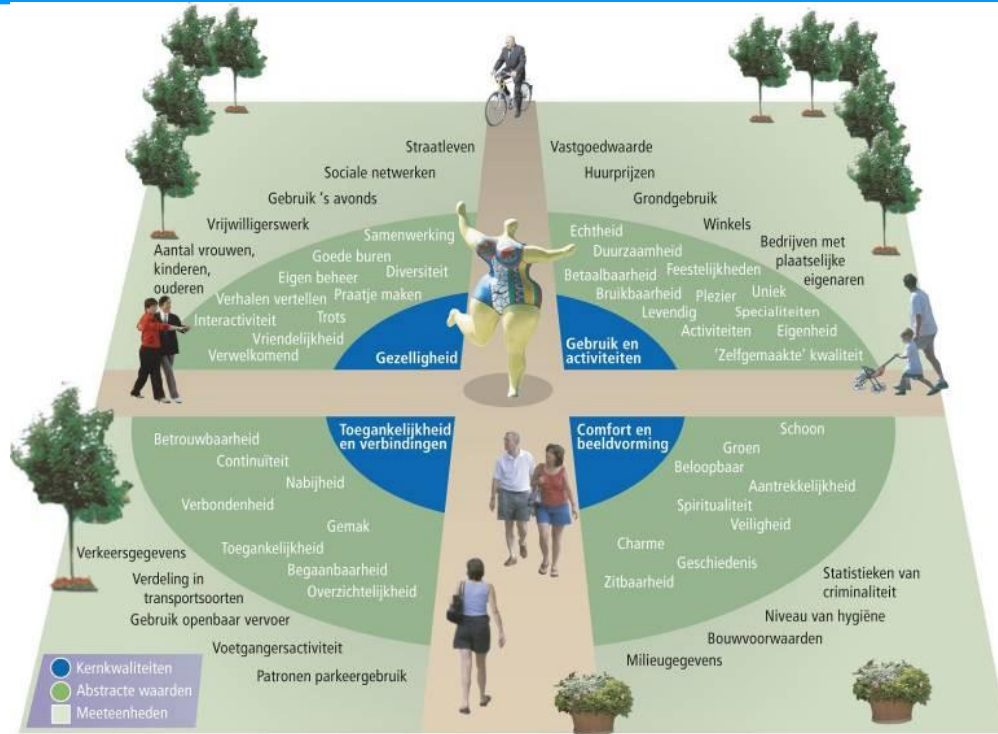 Straatleven
Sociale netwerken
Gebruik 's avonds
Vrijwilligerswerk
Aantal vrouwen,
kinderen,
ouderen
Samenwerking
Goede buren
Diversiteit
Eigen beheer
Praatje maken
Verhalen vertellen
Trots
Interactiviteit
Vriendelijkheid
Verwelkomend
Gezelligheid
Vastgoedwaarde
Huurprijzen
Grondgebruik
Winkels
Bedrijven met
plaatselijke
eigenaren
Echtheid
Duurzaamheid
Betaalbaarheid
Feestelijkheden
Bruikbaarheid
Plezier
Uniek
Levendig
Specialiteiten
Activiteiten
Eigenheid
'Zelfgemaakte' kwaliteit
Gebruik en
activiteiten
Toegankelijkheid
en verbindingen
Betrouwbaarheid
Continuïteit
Nabijheid
Verbondenheid
Gemak
Toegankelijkheid
Begaanbaarheid
Overzichtelijkheid
Verkeersgegevens
Verdeling in
transportsoorten
Gebruik openbaar vervoer
Voetgangersactiviteit
Patronen parkeergebruik
Comfort en
beeldvorming
Schoon
Groen
Beloopbaar
Aantrekkelijkheid
Spiritualiteit
Veiligheid
Charme
Geschiedenis
Zitbaarheid
Statistieken van
criminaliteit
Niveau van hygiëne
Bouwvoorwaarden
Milieugegevens
Kernkwaliteiten
Abstracte waarden
Meeteenheden